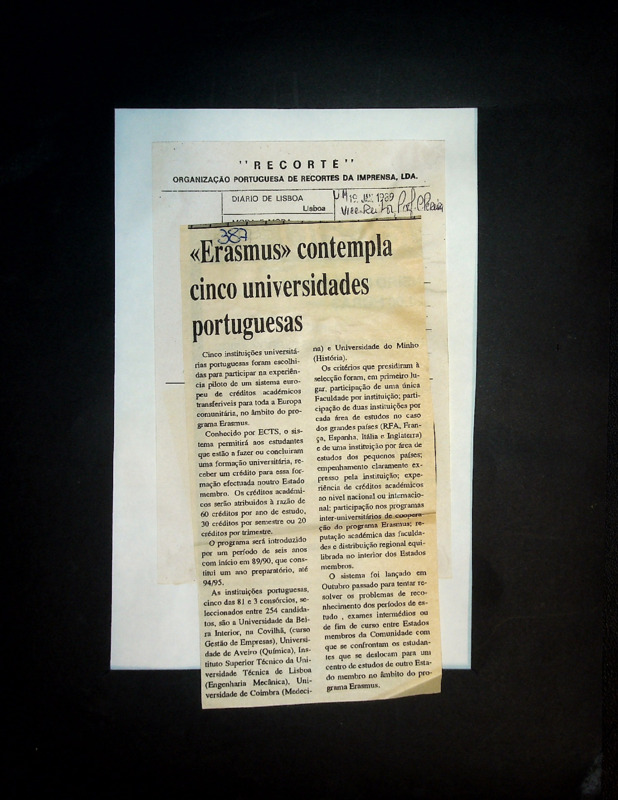 "RECORTE"
ORGANIZAÇÃO PORTUGUESA DE RECORTES DA IMPRENSA, LDA.
DIÁRIO DE LISBOA
Lisboa
1989
387
«Erasmus» contempla
cinco universidades
portuguesas
Cinco instituições universitá-
rias portuguesas foram escolhi-
das para participar na experiên-
cia piloto de um sistema euro-
peu de créditos académicos
transferíveis para toda a Europa
comunitária, no âmbito do pro-
grama Erasmus.
Conhecido por ECTS, o sis-
tema permitirá aos estudantes
que estão a fazer ou concluiram
uma formação universitária, re-
ceber um crédito para essa for-
mação efectuada noutro Estado
membro. Os créditos académi-
cos serão atribuidos à razão de
60 créditos por ano de estudo,
30 créditos por semestre ou 20
créditos por trimestre.
O programa será introduzido
por um período de seis anos
com início em 89/90, que cons-
titui um ano preparatório, até
94/95.
As instituições portuguesas,
cinco das 81 e 3 consórcios, se-
leccionados entre 254 candida-
tos, são a Universidade da Bei-
ra Interior, na Covilhã, (curso
Gestão de Empresas), Universi-
dade de Aveiro (Química), Ins-
tituto Superior Técnico da Uni-
versidade Técnica de Lisboa
(Engenharia Mecânica), Uni-
versidade de Coimbra (Medeci-
na) e Universidade do Minho
(História).
Os critérios que presidiram à
selecção foram, em primeiro lu-
gar, participação de uma única
Faculdade por instituição; parti-
cipação de duas instituições por
cada área de estudos no caso
dos grandes países (RFA, Fran-
ça, Espanha, Itália e Inglaterra)
e de uma instituição por área de
estudos dos pequenos países;
empenhamento claramente ex-
presso pela instituição; expe-
riência de créditos académicos
ao nível nacional ou internacio-
nal; participação nos programas
inter-universitários de coopera-
ção do programa Erasmus; re-
putação académica das faculda-
des e distribuição regional equi-
librada no interior dos Estados
membros.
O sistema foi lançado em
Outubro passado para tentar re-
solver os problemas de reco-
nhecimento dos períodos de es-
tudo , exames intermédios ou
de fim de curso entre Estados
membros da Comunidade com
que se confrontam os estudan-
tes que se deslocam para um
centro de estudos de outro Esta-
do membro no âmbito do pro-
grama Erasmus.